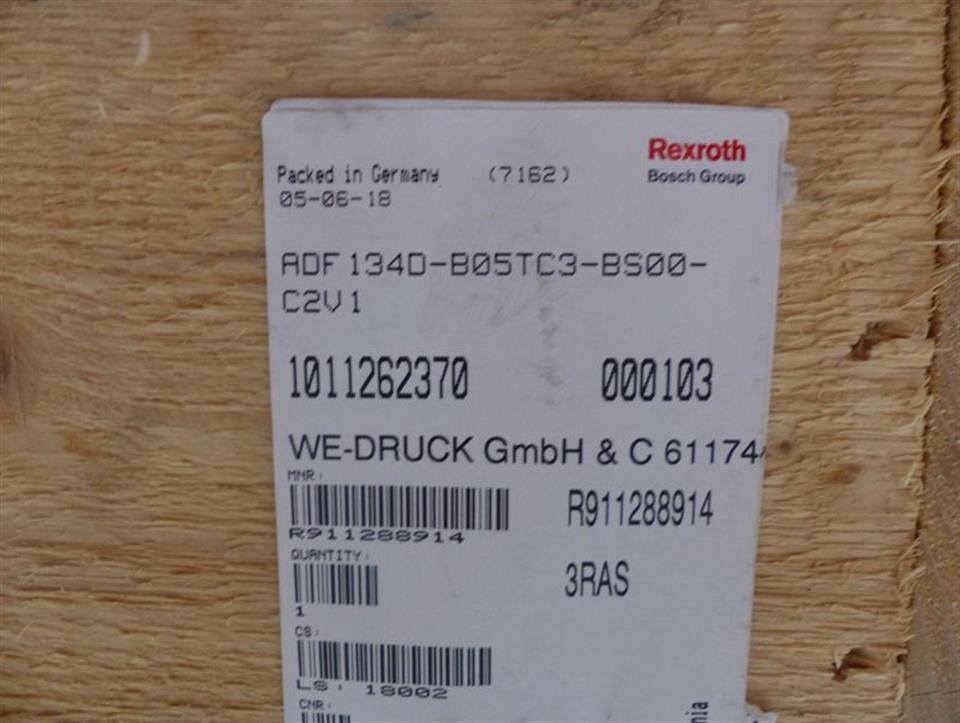 Packed in Germany (7162) Rexroth
05-06-18 Bosch Group
ADF134D-B05TC3-BS00-
C2V1
1011262370 000103
WE-DRUCK GmbH & C 61174
MNR:
R911288914
R911288914
QUANTITY:
3RAS
1
CS:
LS: 18002
CNR:
nia